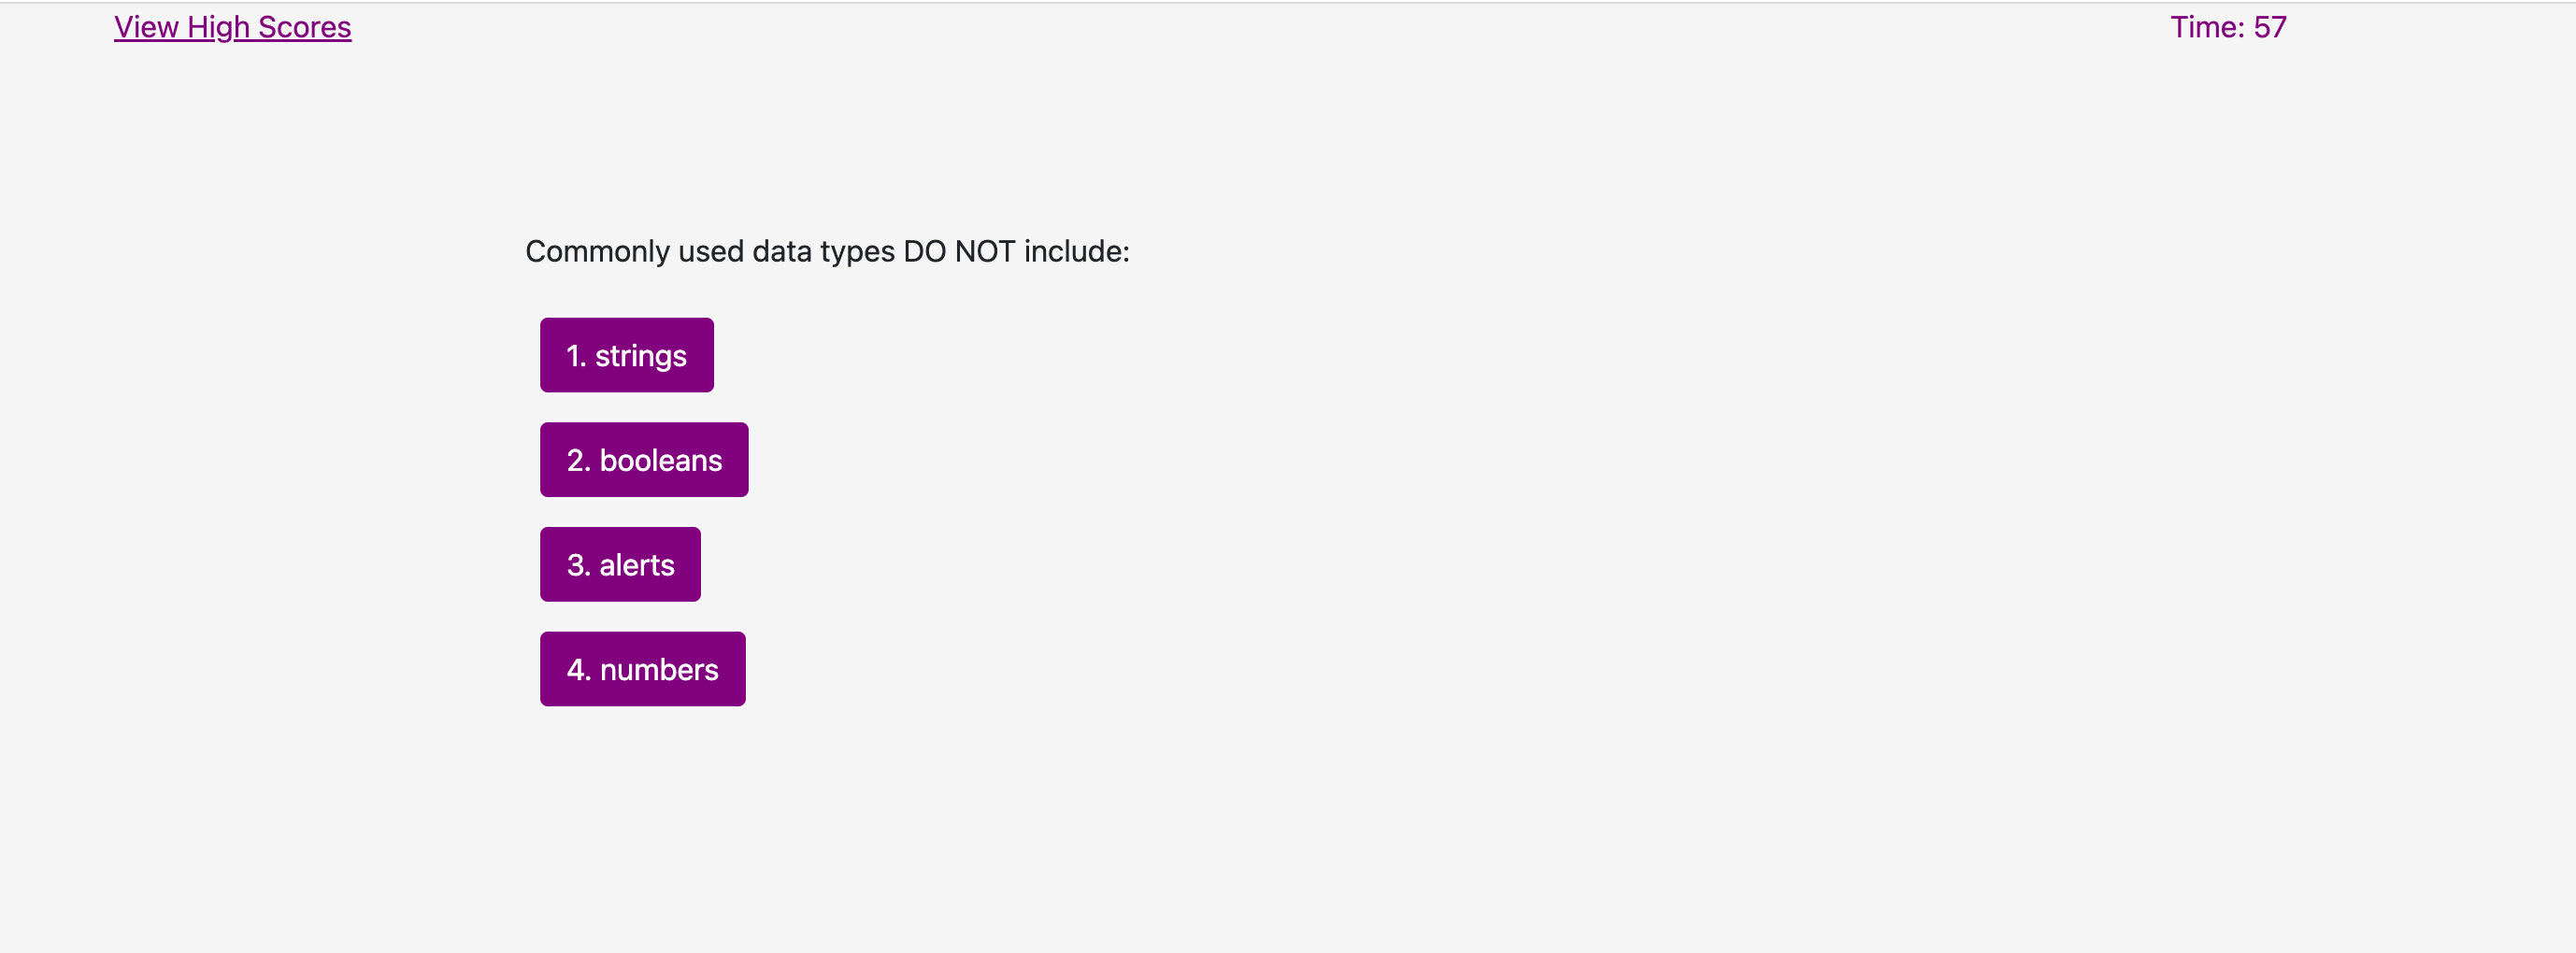 View High Scores
Time: 57
Commonly used data types DO NOT include:
1. strings
2. booleans
3. alerts
4. numbers